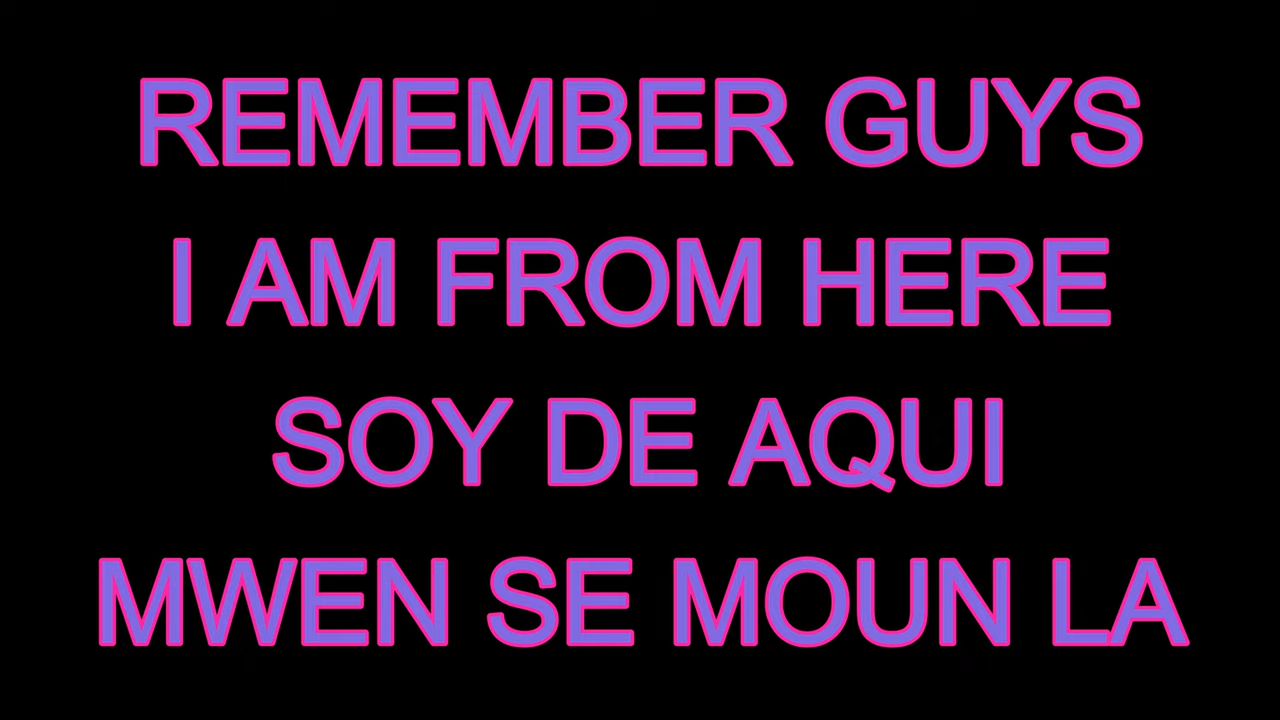 REMEMBER GUYS
I AM FROM HERE
SOY DE AQUI
MWEN SE MOUN LA